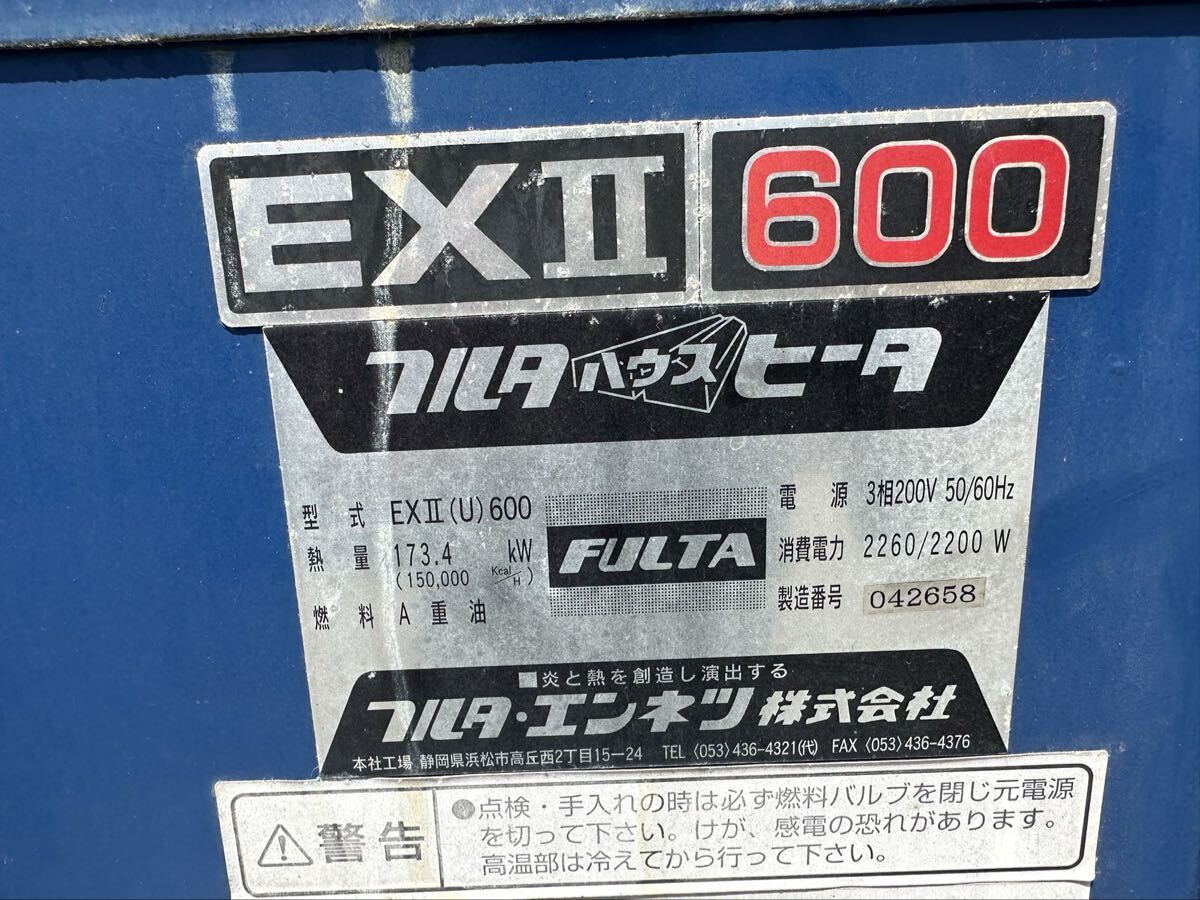 EXⅡ 600
フルタ ハウス ヒータ
型式 EXⅡ(U)600
熱量 173.4 kW
(150,000 Kcal/H)
燃料 A重油
FULTA
電源 3相200V 50/60Hz
消費電力 2260/2200 W
製造番号 042658
■炎と熱を創造し演出する
フルタ・エンネツ株式会社
本社工場 静岡県浜松市高丘西2丁目15-24 TEL〈053〉436-4321(代) FAX〈053〉436-4376
⚠警告
●点検・手入れの時は必ず燃料バルブを閉じ元電源
を切って下さい。けが、感電の恐れがあります。
高温部は冷えてから行って下さい。